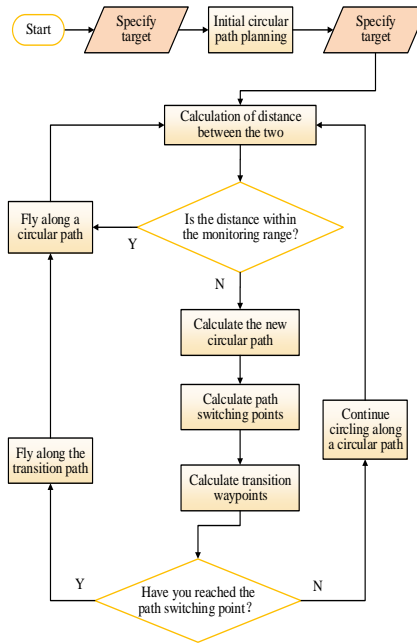 Start
Specify
target
Initial circular
path planning
Specify
target
Calculation of distance
between the two
Fly along a
circular path
Is the distance within
the monitoring range?
Y
N
Calculate the new
circular path
Calculate path
switching points
Continue
circling along
a circular path
Fly along the
transition path
Calculate transition
waypoints
Have you reached the
path switching point?
Y
N